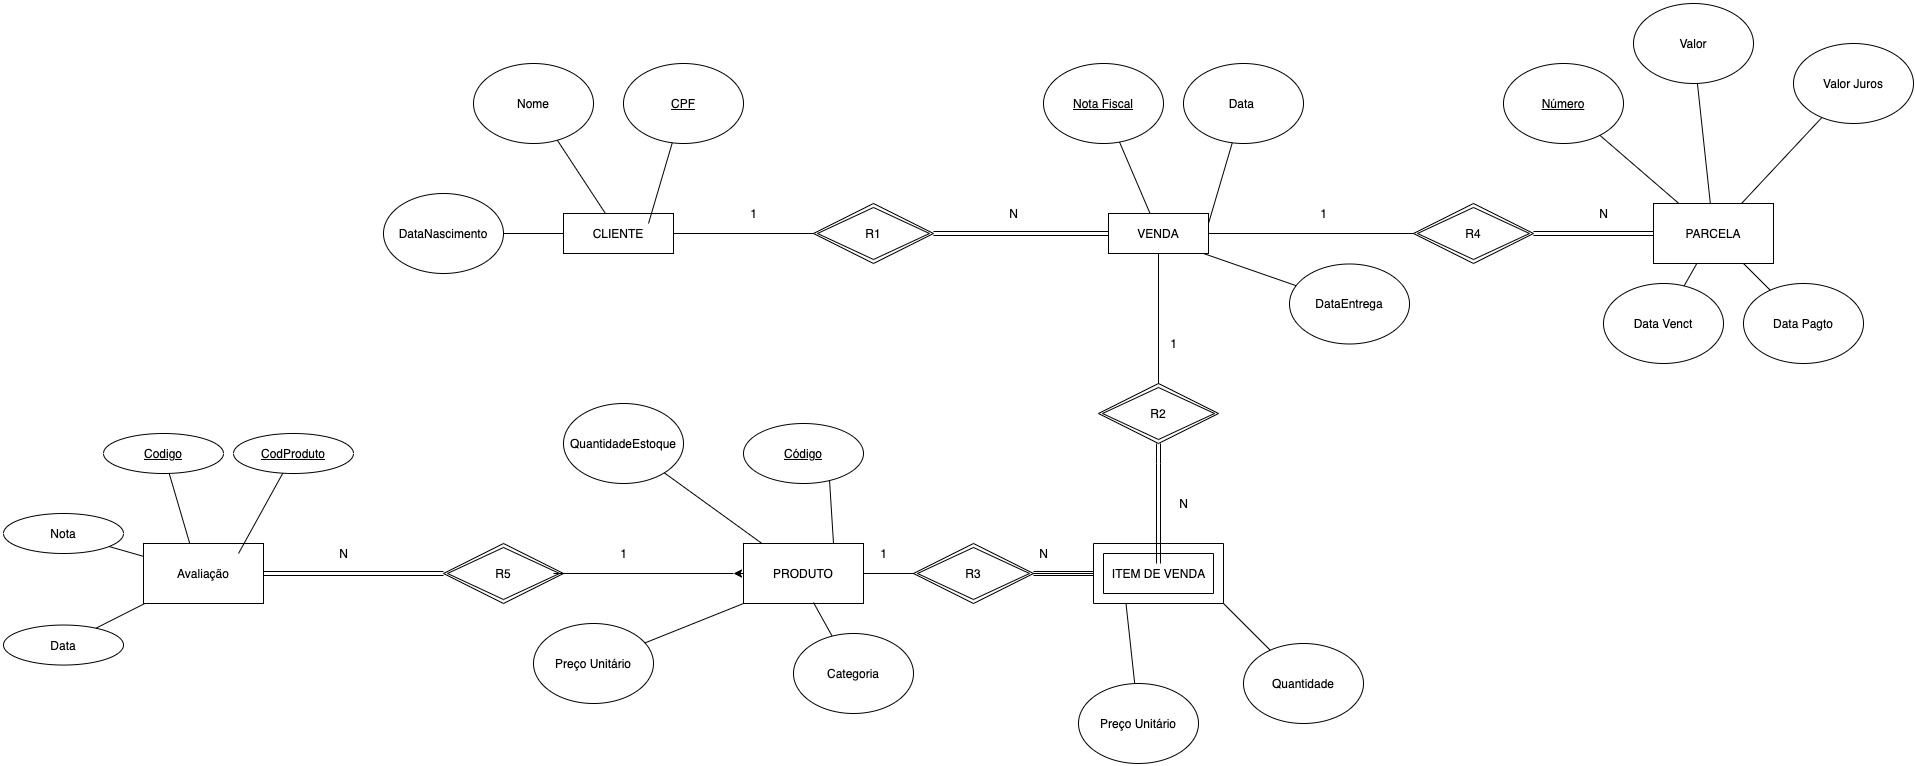 Valor
Valor Juros
Nome
CPF
Nota Fiscal
Data
Número
1
N
1
N
DataNascimento
CLIENTE
R1
VENDA
R4
PARCELA
DataEntrega
Data Venct
Data Pagto
1
R2
QuantidadeEstoque
Código
Codigo
CodProduto
N
Nota
N
1
1
N
Avaliação
R5
PRODUTO
R3
ITEM DE VENDA
Data
Preço Unitário
Categoria
Quantidade
Preço Unitário